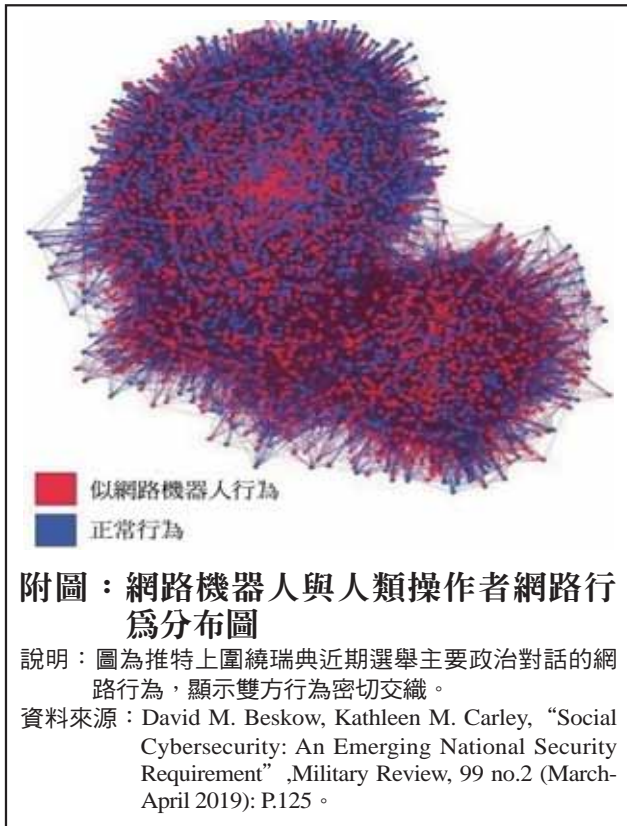 似網路機器人行為
正常行為
附圖：網路機器人與人類操作者網路行
為分布圖
說明：圖為推特上圍繞瑞典近期選舉主要政治對話的網
路行為，顯示雙方行為密切交織。
資料來源：David M. Beskow, Kathleen M. Carley, “Social
Cybersecurity: An Emerging National Security
Requirement” ,Military Review, 99 no.2 (March-
April 2019): P.125。